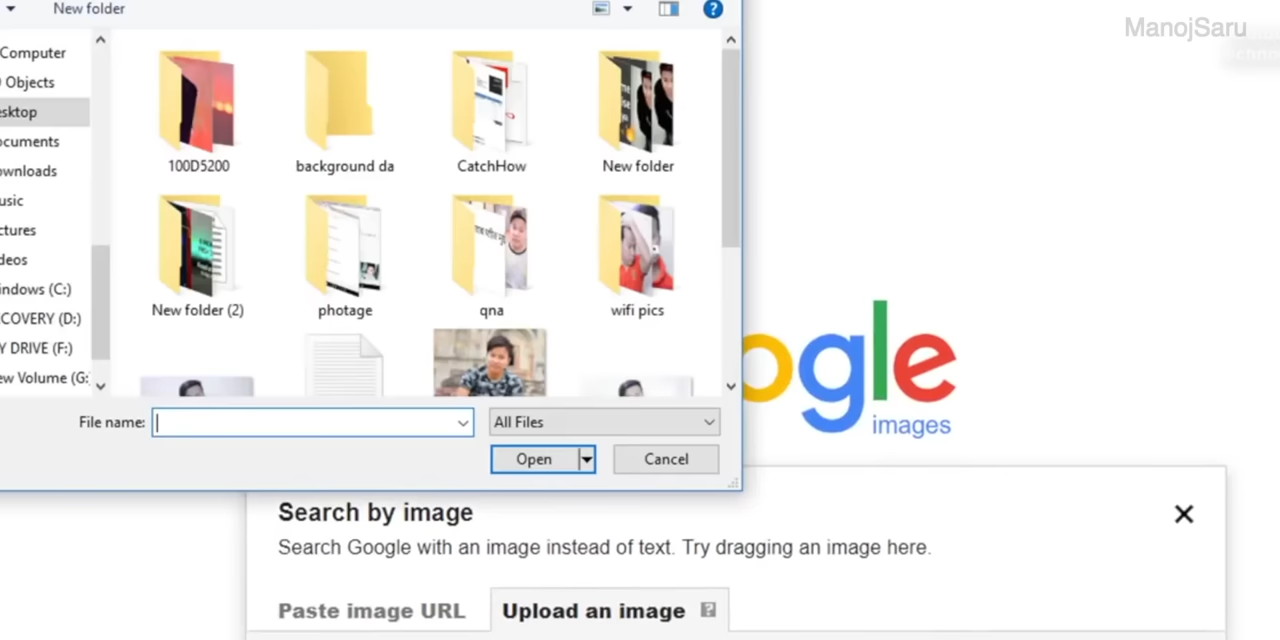 New folder
ManojSaru
Computer
Objects
esktop
ocuments
ownloads
usic
ctures
deos
indows (C:)
COVERY (D:)
Y DRIVE (F:)
ew Volume (G:
100D5200
background da
CatchHow
New folder
New folder (2)
photage
qna
wifi pics
File name:
All Files
Open
Cancel
ogle
images
Search by image
Search Google with an image instead of text. Try dragging an image here.
Paste image URL
Upload an image ?